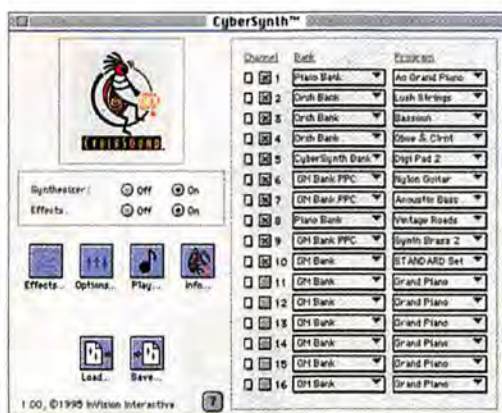 CyberSynth™
CYBERSOUND
Synthesizer: Off On
Effects: Off On
Effects... Options... Play... Info...
Load... Save...
1.00, ©1995 InVision Interactive ?
Channel Bank Program
1 Piano Bank Ac Grand Piano
2 Orch Bank Lush Strings
3 Orch Bank Bassoon
4 Orch Bank Oboe & Clrnt
5 CyberSynth Bank Digi Pad 2
6 GM Bank PPC Nylon Guitar
7 GM Bank PPC Acoustic Bass
8 Piano Bank Vintage Roads
9 GM Bank PPC Synth Brass 2
10 GM Bank PPC STANDARD Set
11 GM Bank Grand Piano
12 GM Bank Grand Piano
13 GM Bank Grand Piano
14 GM Bank Grand Piano
15 GM Bank Grand Piano
16 GM Bank Grand Piano